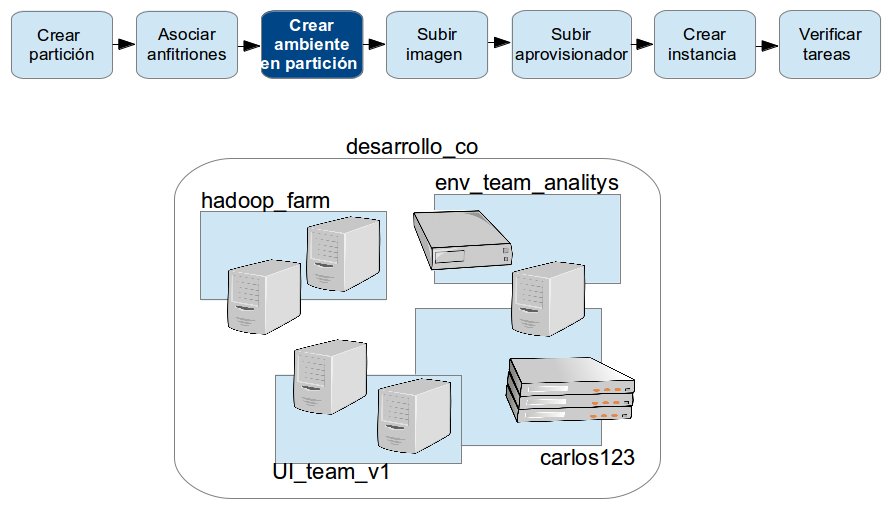 Crear
partición
Asociar
anfitriones
Crear
ambiente
en partición
Subir
imagen
Subir
aprovisionador
Crear
instancia
Verificar
tareas
desarrollo_co
hadoop_farm
env_team_analitys
UI_team_v1
carlos123